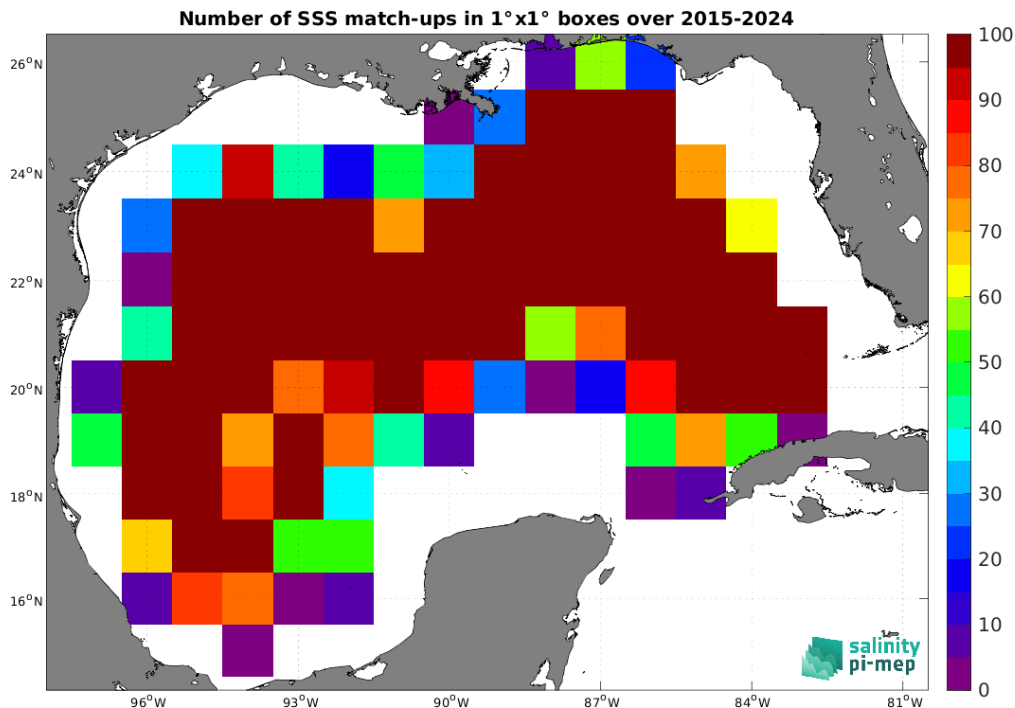 Number of SSS match-ups in 1°x1° boxes over 2015-2024
26°N
24°N
22°N
20°N
18°N
16°N
96°W
93°W
90°W
87°W
84°W
81°W
100
90
80
70
60
50
40
30
20
10
0
salinity
pi-mep